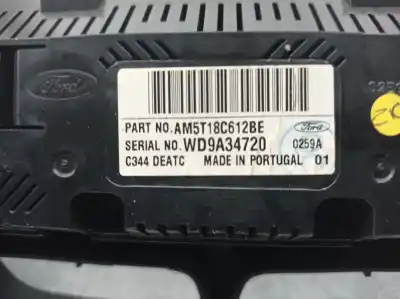 Ford
PART NO. AM5T18C612BE
Ford
SERIAL NO. WD9A34720 0259A
C344 DEATC MADE IN PORTUGAL 01